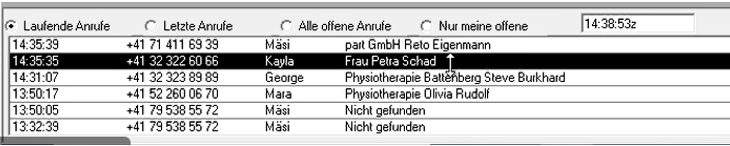 Laufende Anrufe Letzte Anrufe Alle offene Anrufe Nur meine offene 14:38:53z
14:35:39 +41 71 411 69 39 Mäsi part GmbH Reto Eigenmann
14:35:35 +41 32 322 60 66 Kayla Frau Petra Schad
14:31:07 +41 32 323 89 89 George Physiotherapie Battenberg Steve Burkhard
13:50:17 +41 52 260 06 70 Mara Physiotherapie Olivia Rudolf
13:50:05 +41 79 538 55 72 Mäsi Nicht gefunden
13:32:39 +41 79 538 55 72 Mäsi Nicht gefunden